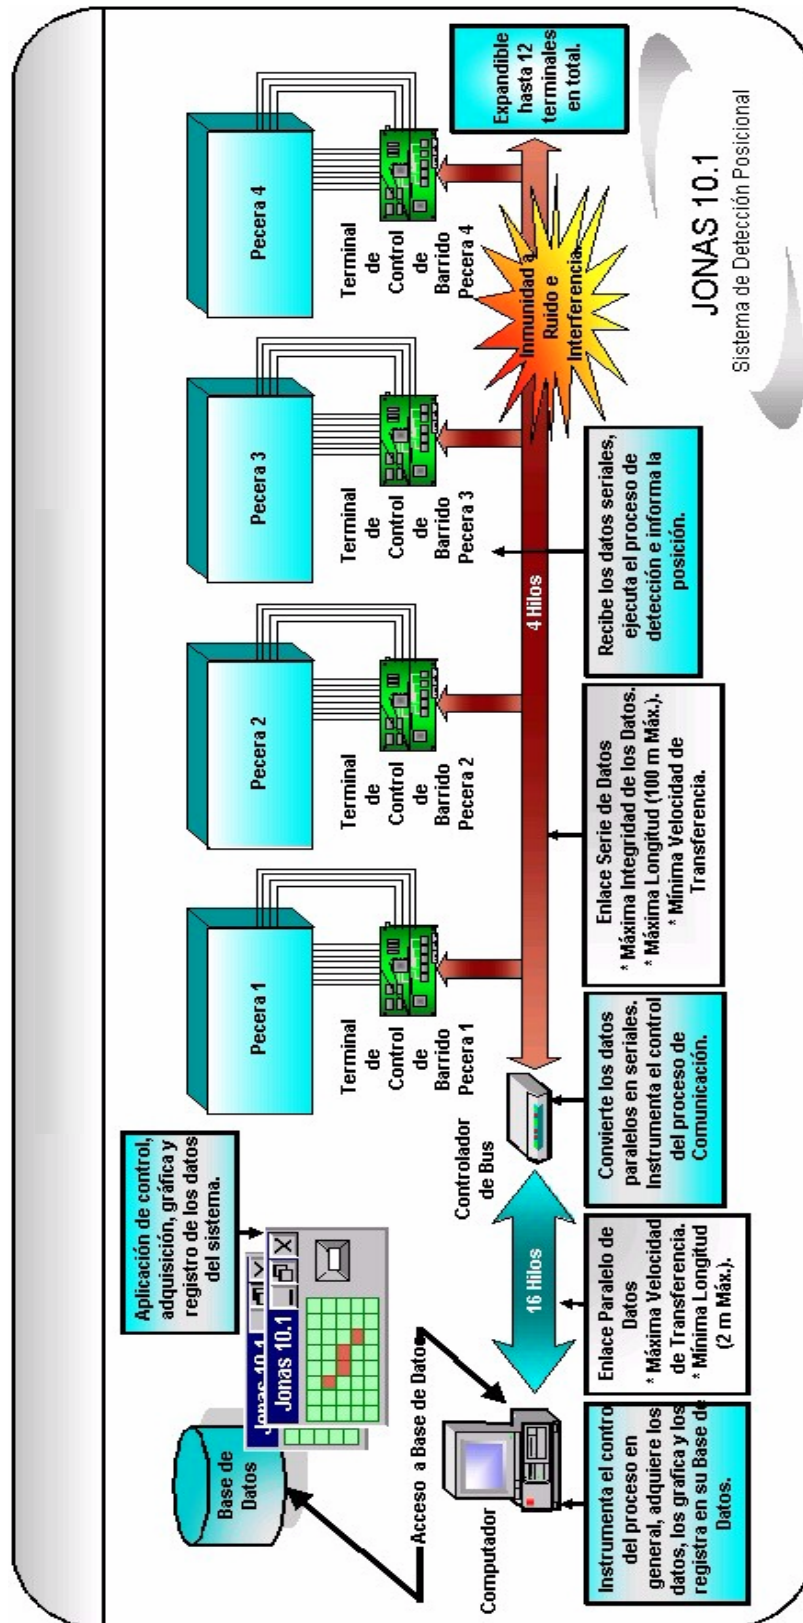 Pecera 1
Pecera 2
Pecera 3
Pecera 4
Aplicación de control,
adquisición, gráfica y
registro de los datos
del sistema.
Base de
Datos
Jonas 10.1
Jonas 10.1
Terminal
de
Control
de
Barrido
Pecera 1
Terminal
de
Control
de
Barrido
Pecera 2
Terminal
de
Control
de
Barrido
Pecera 3
Terminal
de
Control
de
Barrido
Pecera 4
Acceso a Base de Datos
Computador
16 Hilos
Controlador
de Bus
4 Hilos
Inmunidad a
Ruido e
Interferencia.
Expandible
hasta 12
terminales
en total.
Instrumenta el contro
del proceso en
general, adquiere los
datos, los grafica y los
registra en su Base de
Datos.
Enlace Paralelo de
Datos
* Máxima Velocidad
de Transferencia.
* Mínima Longitud
(2 m Máx.).
Convierte los datos
paralelos en seriales.
Instrumenta el control
del proceso de
Comunicación.
Enlace Serie de Datos
* Máxima Integridad de los Datos.
* Máxima Longitud (100 m Máx.).
* Mínima Velocidad de
Transferencia.
Recibe los datos seriales,
ejecuta el proceso de
detección e informa la
posición.
JONAS 10.1
Sistema de Detección Posicional